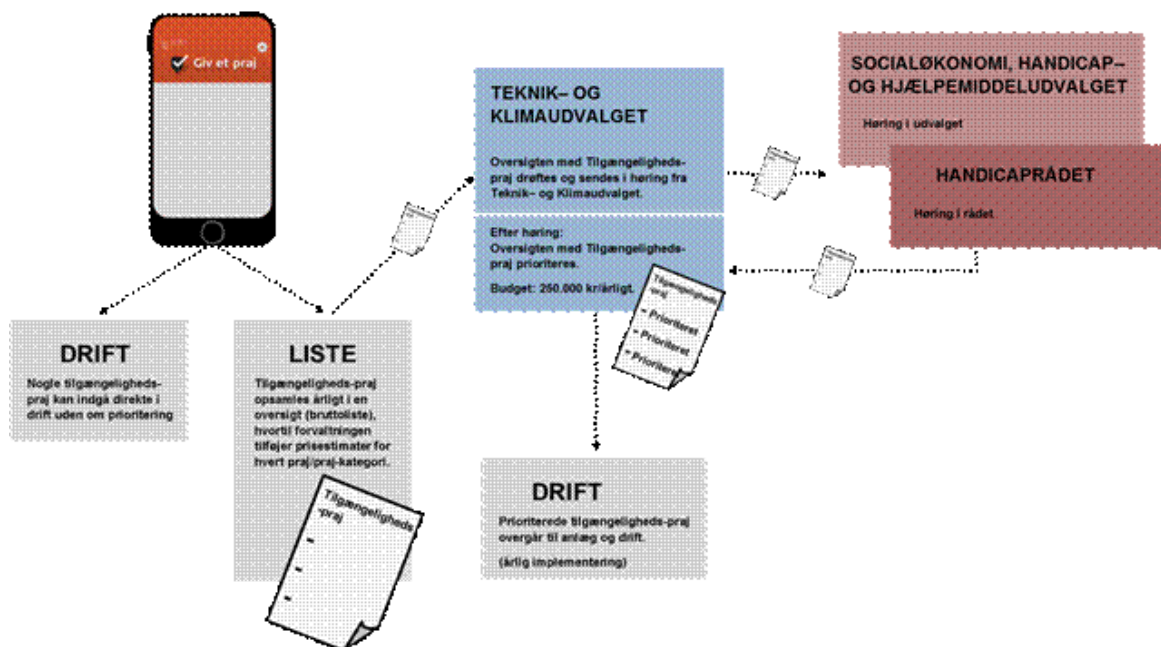 Giv et praj
DRIFT
Nogle tilgængeligheds-
praj kan indgå direkte i
drift uden om prioritering
LISTE
Tilgængeligheds-praj
opsamles årligt i en
oversigt (bruttoliste),
hvortil forvaltningen
tilføjer prisestimater for
hvert praj/praj-kategori.
Tilgængeligheds
-praj
-
-
-
TEKNIK– OG
KLIMAUDVALGET
Oversigten med Tilgængeligheds-
praj drøftes og sendes i høring fra
Teknik– og Klimaudvalget.
Efter høring:
Oversigten med Tilgængeligheds-
praj prioriteres.
Budget: 250.000 kr/årligt.
Tilgængeligheds
-praj
- Prioriteret
- Prioriteret
- Prioriteret
DRIFT
Prioriterede tilgængeligheds-praj
overgår til anlæg og drift.
(årlig implementering)
SOCIALØKONOMI, HANDICAP–
OG HJÆLPEMIDDELUDVALGET
Høring i udvalget
HANDICAPRÅDET
Høring i rådet